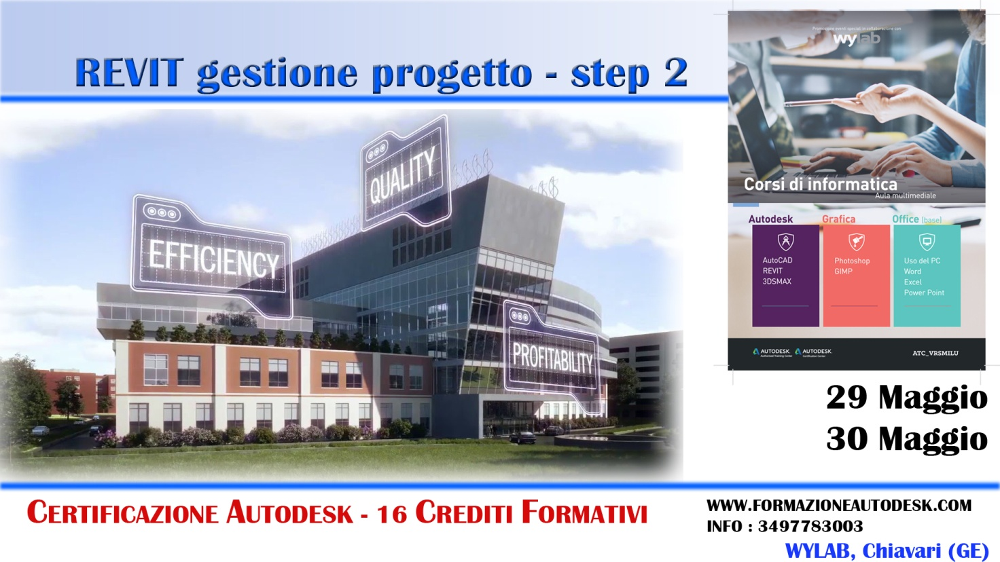 REVIT gestione progetto - step 2
EFFICIENCY
QUALITY
PROFITABILITY
Promozione eventi speciali in collaborazione con
wylab
Corsi di informatica
Aula multimediale
Autodesk
AutoCAD
REVIT
3DSMAX
Grafica
Photoshop
GIMP
Office (base)
Uso del PC
Word
Excel
Power Point
AUTODESK.
Authorized Training Center
AUTODESK.
Certification Center
ATC_VRSMILU
29 Maggio
30 Maggio
CERTIFICAZIONE AUTODESK - 16 CREDITI FORMATIVI
WWW.FORMAZIONEAUTODESK.COM
INFO : 3497783003
WYLAB, Chiavari (GE)